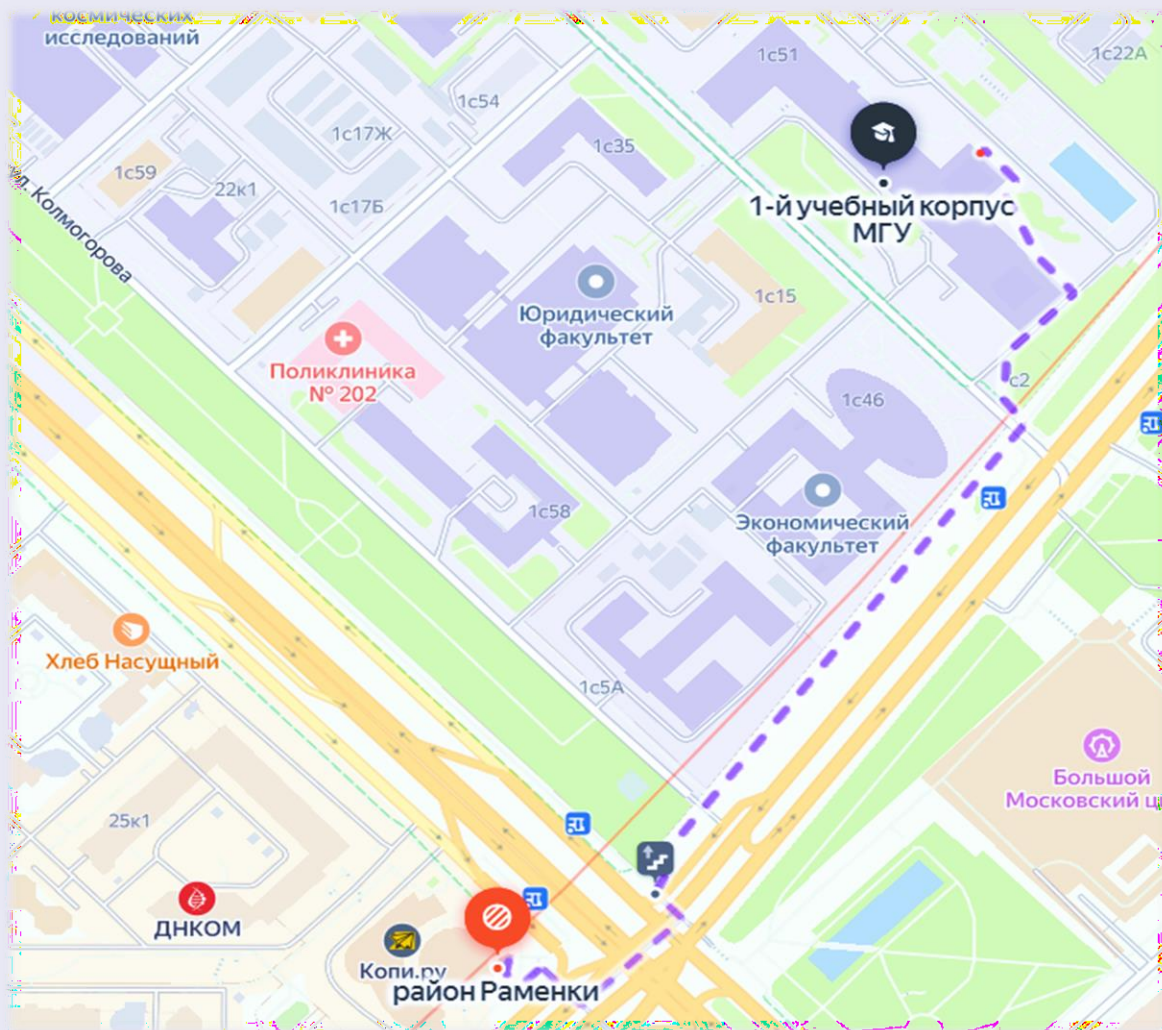 космических
исследований
1с51
1с22А
1с54
1с17Ж
1с35
1с59
22к1
1с17Б
1-й учебный корпус
МГУ
Колмогорова
1с15
Юридический
факультет
Поликлиника
№ 202
с2
1с46
1с58
Экономический
факультет
Хлеб Насущный
1с5А
Большой
Московский ц
25к1
ДНКОМ
Копи.ру
район Раменки